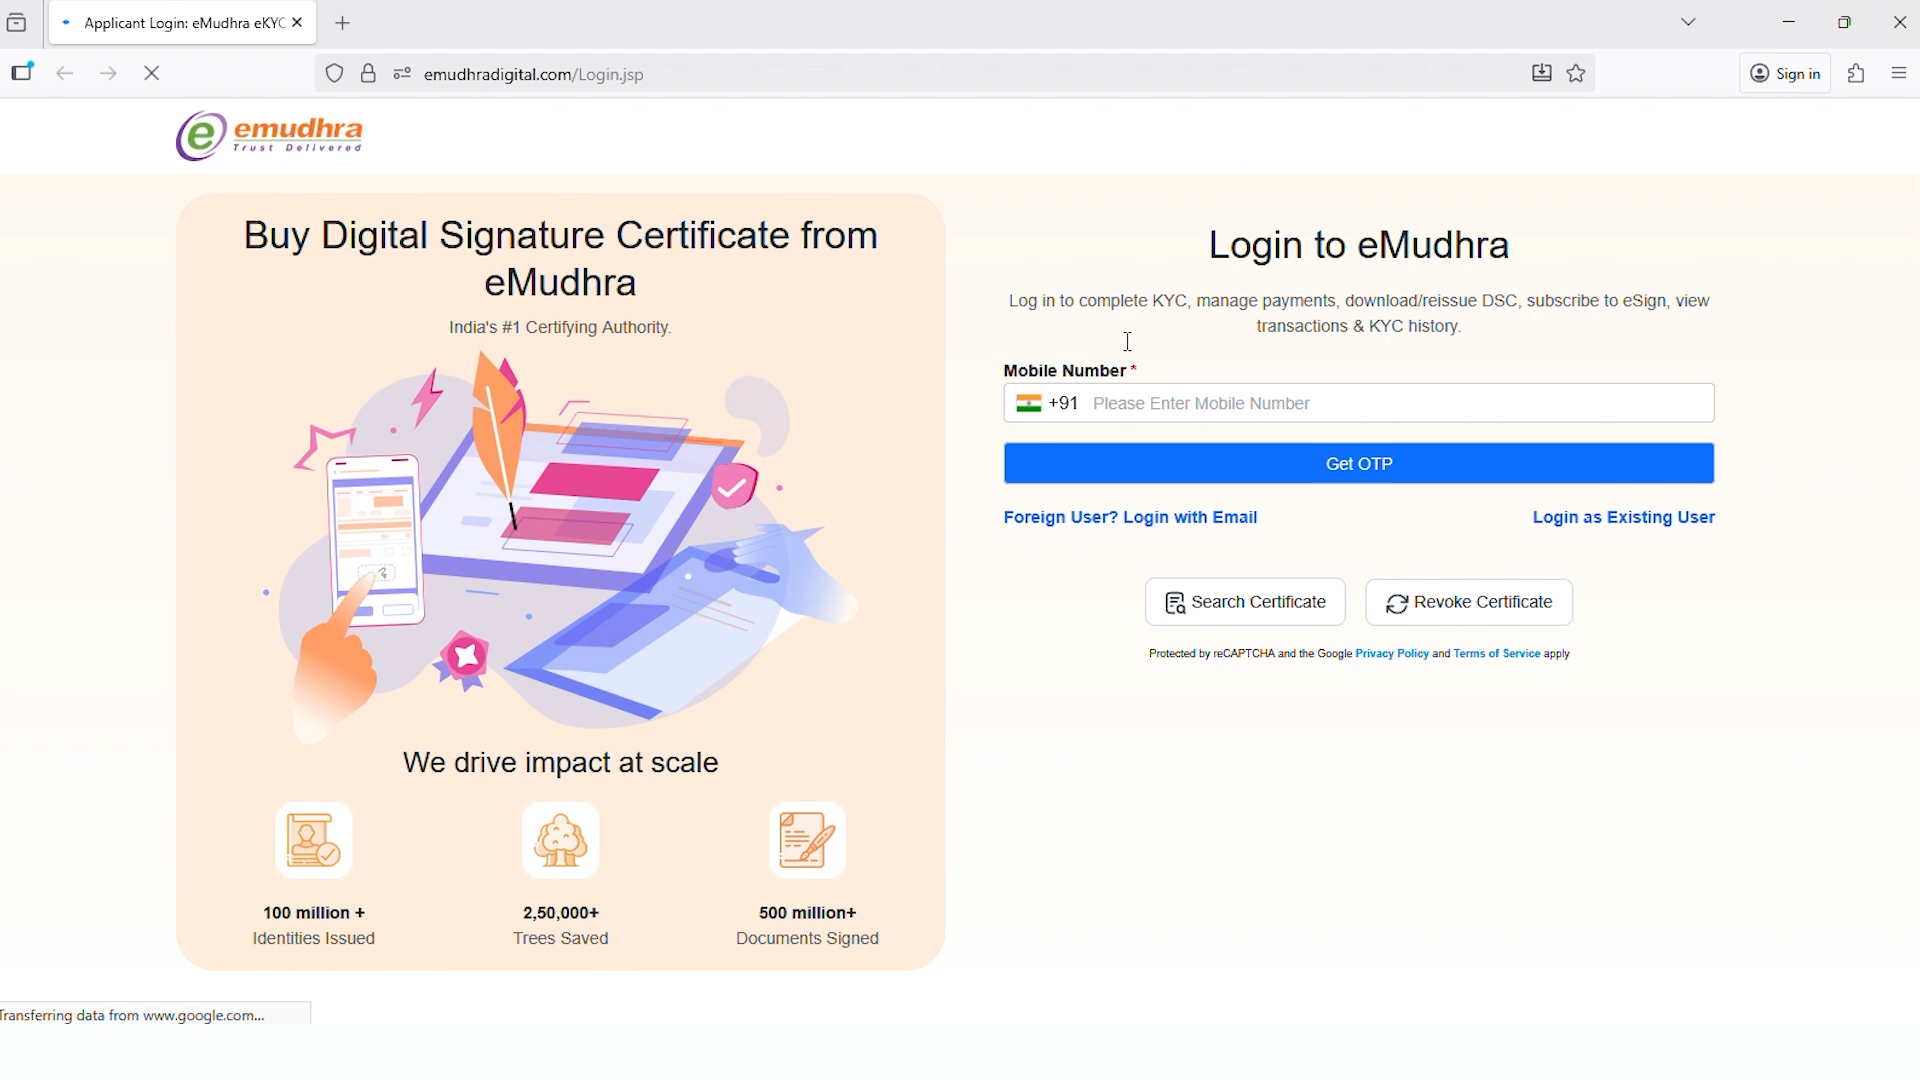 Applicant Login: eMudhra eKYC
emudhradigital.com/Login.jsp
Sign in
emudhra
Trust Delivered
Buy Digital Signature Certificate from
eMudhra
India's #1 Certifying Authority.
We drive impact at scale
100 million +
Identities Issued
2,50,000+
Trees Saved
500 million+
Documents Signed
Login to eMudhra
Log in to complete KYC, manage payments, download/reissue DSC, subscribe to eSign, view
transactions & KYC history.
Mobile Number *
+91 Please Enter Mobile Number
Get OTP
Foreign User? Login with Email
Login as Existing User
Search Certificate
Revoke Certificate
Protected by reCAPTCHA and the Google Privacy Policy and Terms of Service apply
Transferring data from www.google.com...